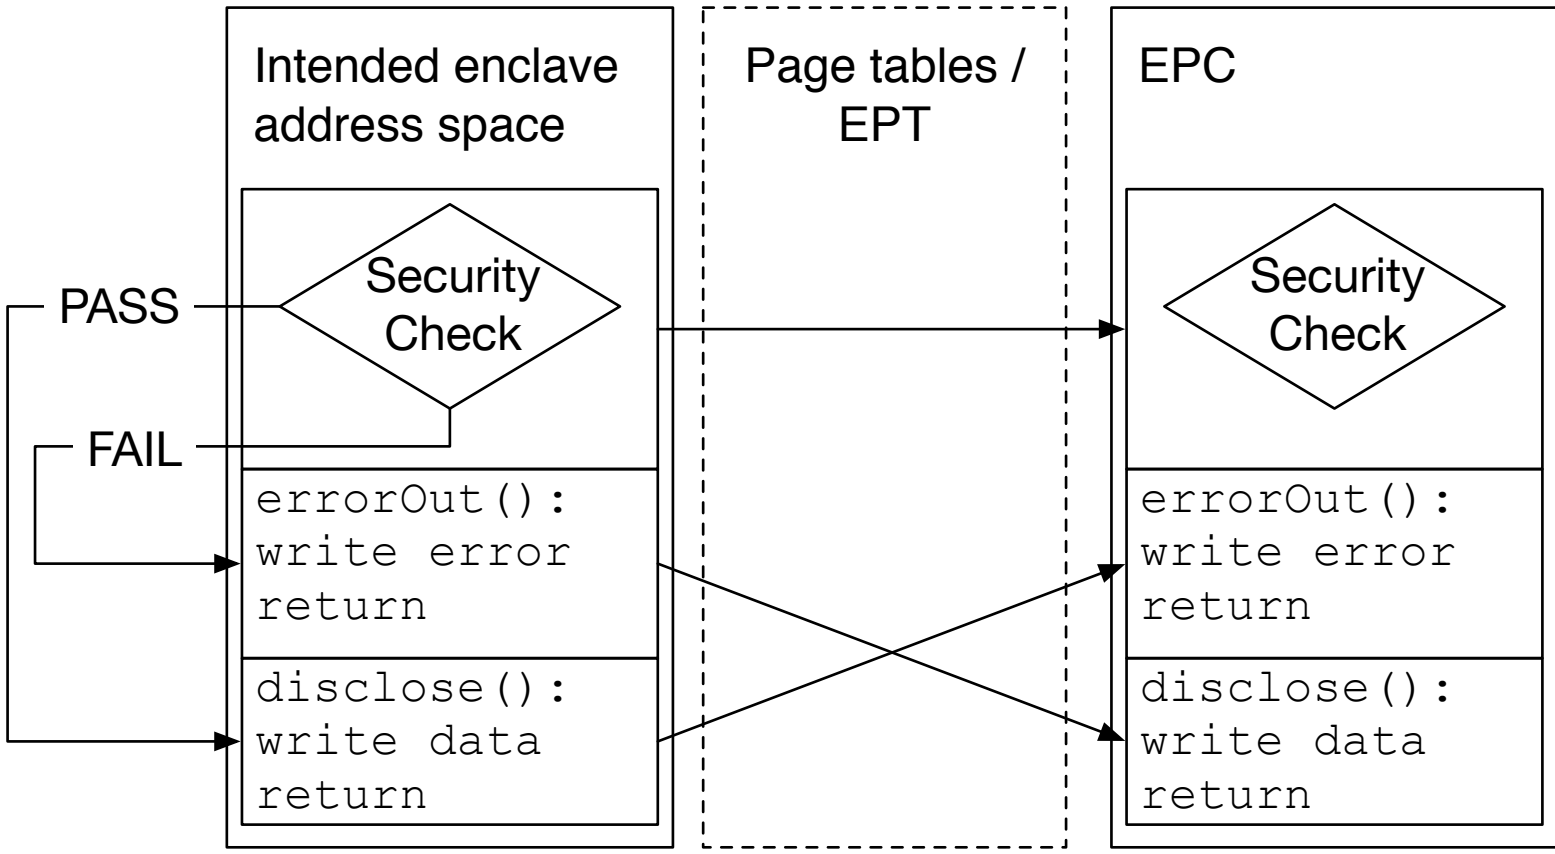 Intended enclave
address space
Page tables /
EPT
EPC
Security
Check
PASS
FAIL
errorOut():
write error
return
disclose():
write data
return
Security
Check
errorOut():
write error
return
disclose():
write data
return